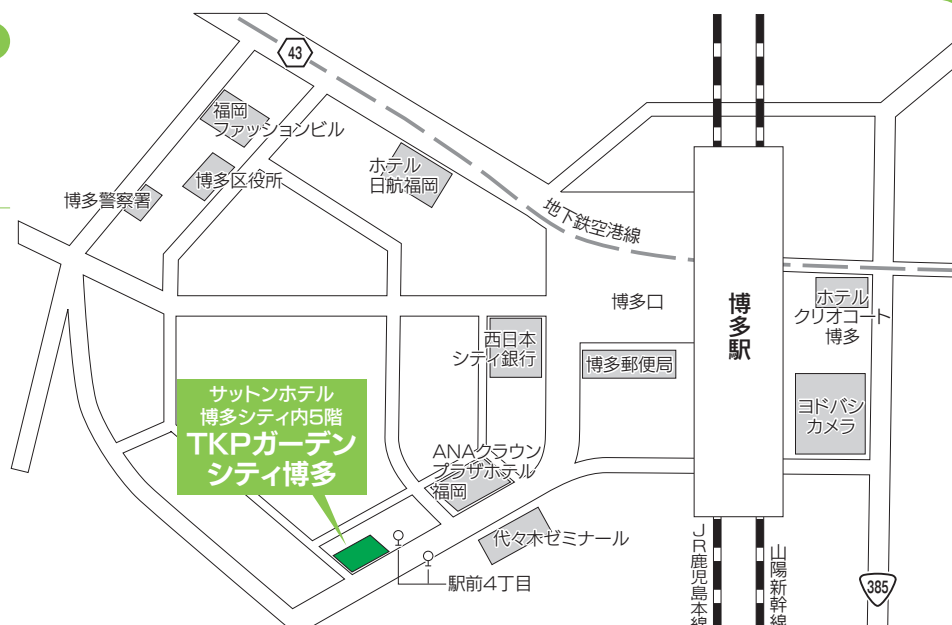 43
福岡
ファッションビル
博多区役所
博多警察署
ホテル
日航福岡
地下鉄空港線
博多口
博多駅
ホテル
クリオコート
博多
西日本
シティ銀行
博多郵便局
ヨドバシ
カメラ
サットンホテル
博多シティ内5階
TKPガーデン
シティ博多
ANAクラウン
プラザホテル
福岡
代々木ゼミナール
駅前4丁目
JR鹿児島本線
山陽新幹線
385